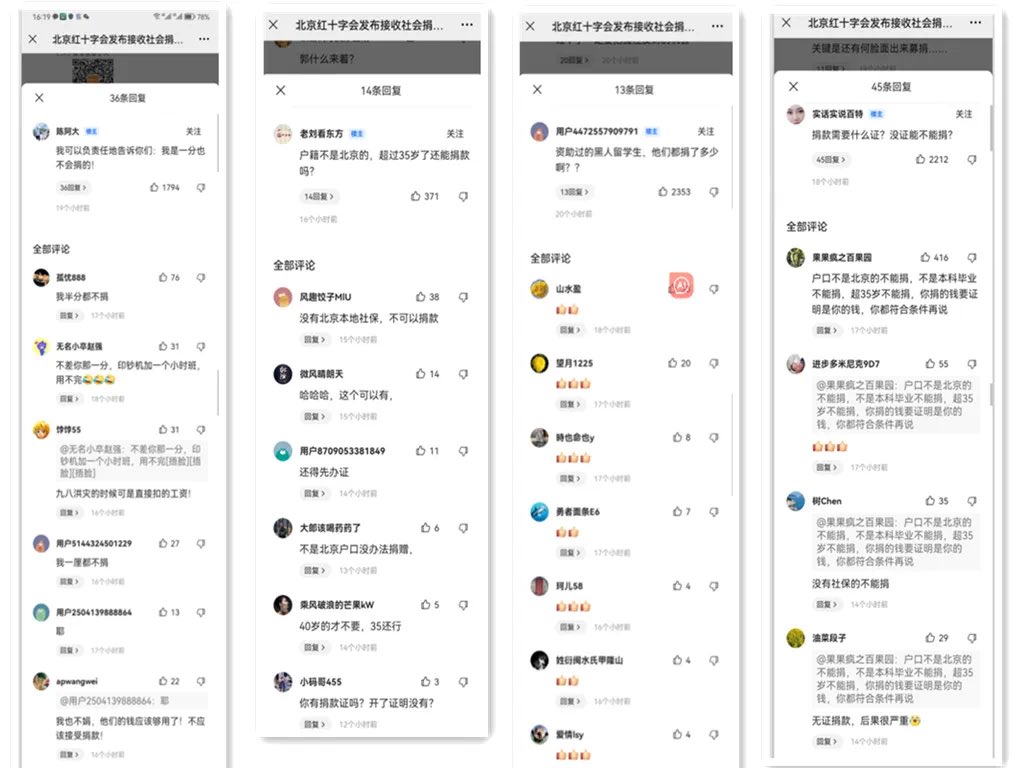 16:19
78%
北京红十字会发布接收社会捐...
36条回复
陈阿大 楼主
关注
我可以负责任地告诉你们：我是一分也
不会捐的！
36回复
1794
19个小时前
全部评论
孤忧888
76
我半分都不捐
回复
17个小时前
无名小卒赵强
31
不差你那一分，印钞机加一个小时班，
用不完😂😂😂
回复
18个小时前
悖悖55
31
@无名小卒赵强：不差你那一分，印
钞机加一个小时班，用不完[捂脸][捂
脸][捂脸]
九八洪灾的时候可是直接扣的工资！
回复
16个小时前
用户5144324501229
27
我一厘都不捐
回复
16个小时前
用户2504139888864
13
耶
回复
17个小时前
apwangwei
22
@用户2504139888864：耶
我也不娟，他们的钱应该够用了！不应
该接受捐款！
回复
16个小时前
北京红十字会发布接收社会捐...
郭什么来着？
14条回复
老刘看东方 楼主
关注
户籍不是北京的，超过35岁了还能捐款
吗？
14回复
371
16个小时前
全部评论
风趣饺子MlU
38
没有北京本地社保，不可以捐款
回复
15个小时前
微风晴朗天
14
哈哈哈，这个可以有，
回复
15个小时前
用户8709053381849
11
还得先办证
回复
14个小时前
大郎该喝药药了
6
不是北京户口没办法捐赠，
回复
13个小时前
乘风破浪的芒果kW
5
40岁的才不要，35还行
回复
14个小时前
小码哥455
3
你有捐款证吗？开了证明没有？
回复
12个小时前
北京红十字会发布接收社会捐...
20回复
20个小时前
13条回复
用户4472557909791 楼主
关注
资助过的黑人留学生，他们都捐了多少
啊？？
13回复
2353
20个小时前
全部评论
山水盈
👍👍
回复
18个小时前
望月1225
20
👍👍👍
回复
17个小时前
時也命也y
8
👍👍👍
回复
17个小时前
勇者面条E6
7
👍👍
回复
17个小时前
珂儿58
4
👍👍👍
回复
16个小时前
姓衍闽水氏甲隆山
4
👍👍
回复
16个小时前
爱情lsy
4
👍👍👍
北京红十字会发布接收社会捐...
关键是还有何脸面出来募捐......
45条回复
实话实说百特 楼主
关注
捐款需要什么证？没证能不能捐？
45回复
2212
18个小时前
全部评论
果果疯之百果园
416
户口不是北京的不能捐，不是本科毕业
不能捐，超35岁不能捐，你捐的钱要证
明是你的钱，你都符合条件再说
回复
17个小时前
进步多米尼克9D7
55
@果果疯之百果园：户口不是北京的
不能捐，不是本科毕业不能捐，超35
岁不能捐，你捐的钱要证明是你的
钱，你都符合条件再说
👍👍👍
回复
17个小时前
树Chen
35
@果果疯之百果园：户口不是北京的
不能捐，不是本科毕业不能捐，超35
岁不能捐，你捐的钱要证明是你的
钱，你都符合条件再说
没有社保的不能捐
回复
14个小时前
油菜段子
29
@果果疯之百果园：户口不是北京的
不能捐，不是本科毕业不能捐，超35
岁不能捐，你捐的钱要证明是你的
钱，你都符合条件再说
无证捐款，后果很严重😭
回复
14个小时前